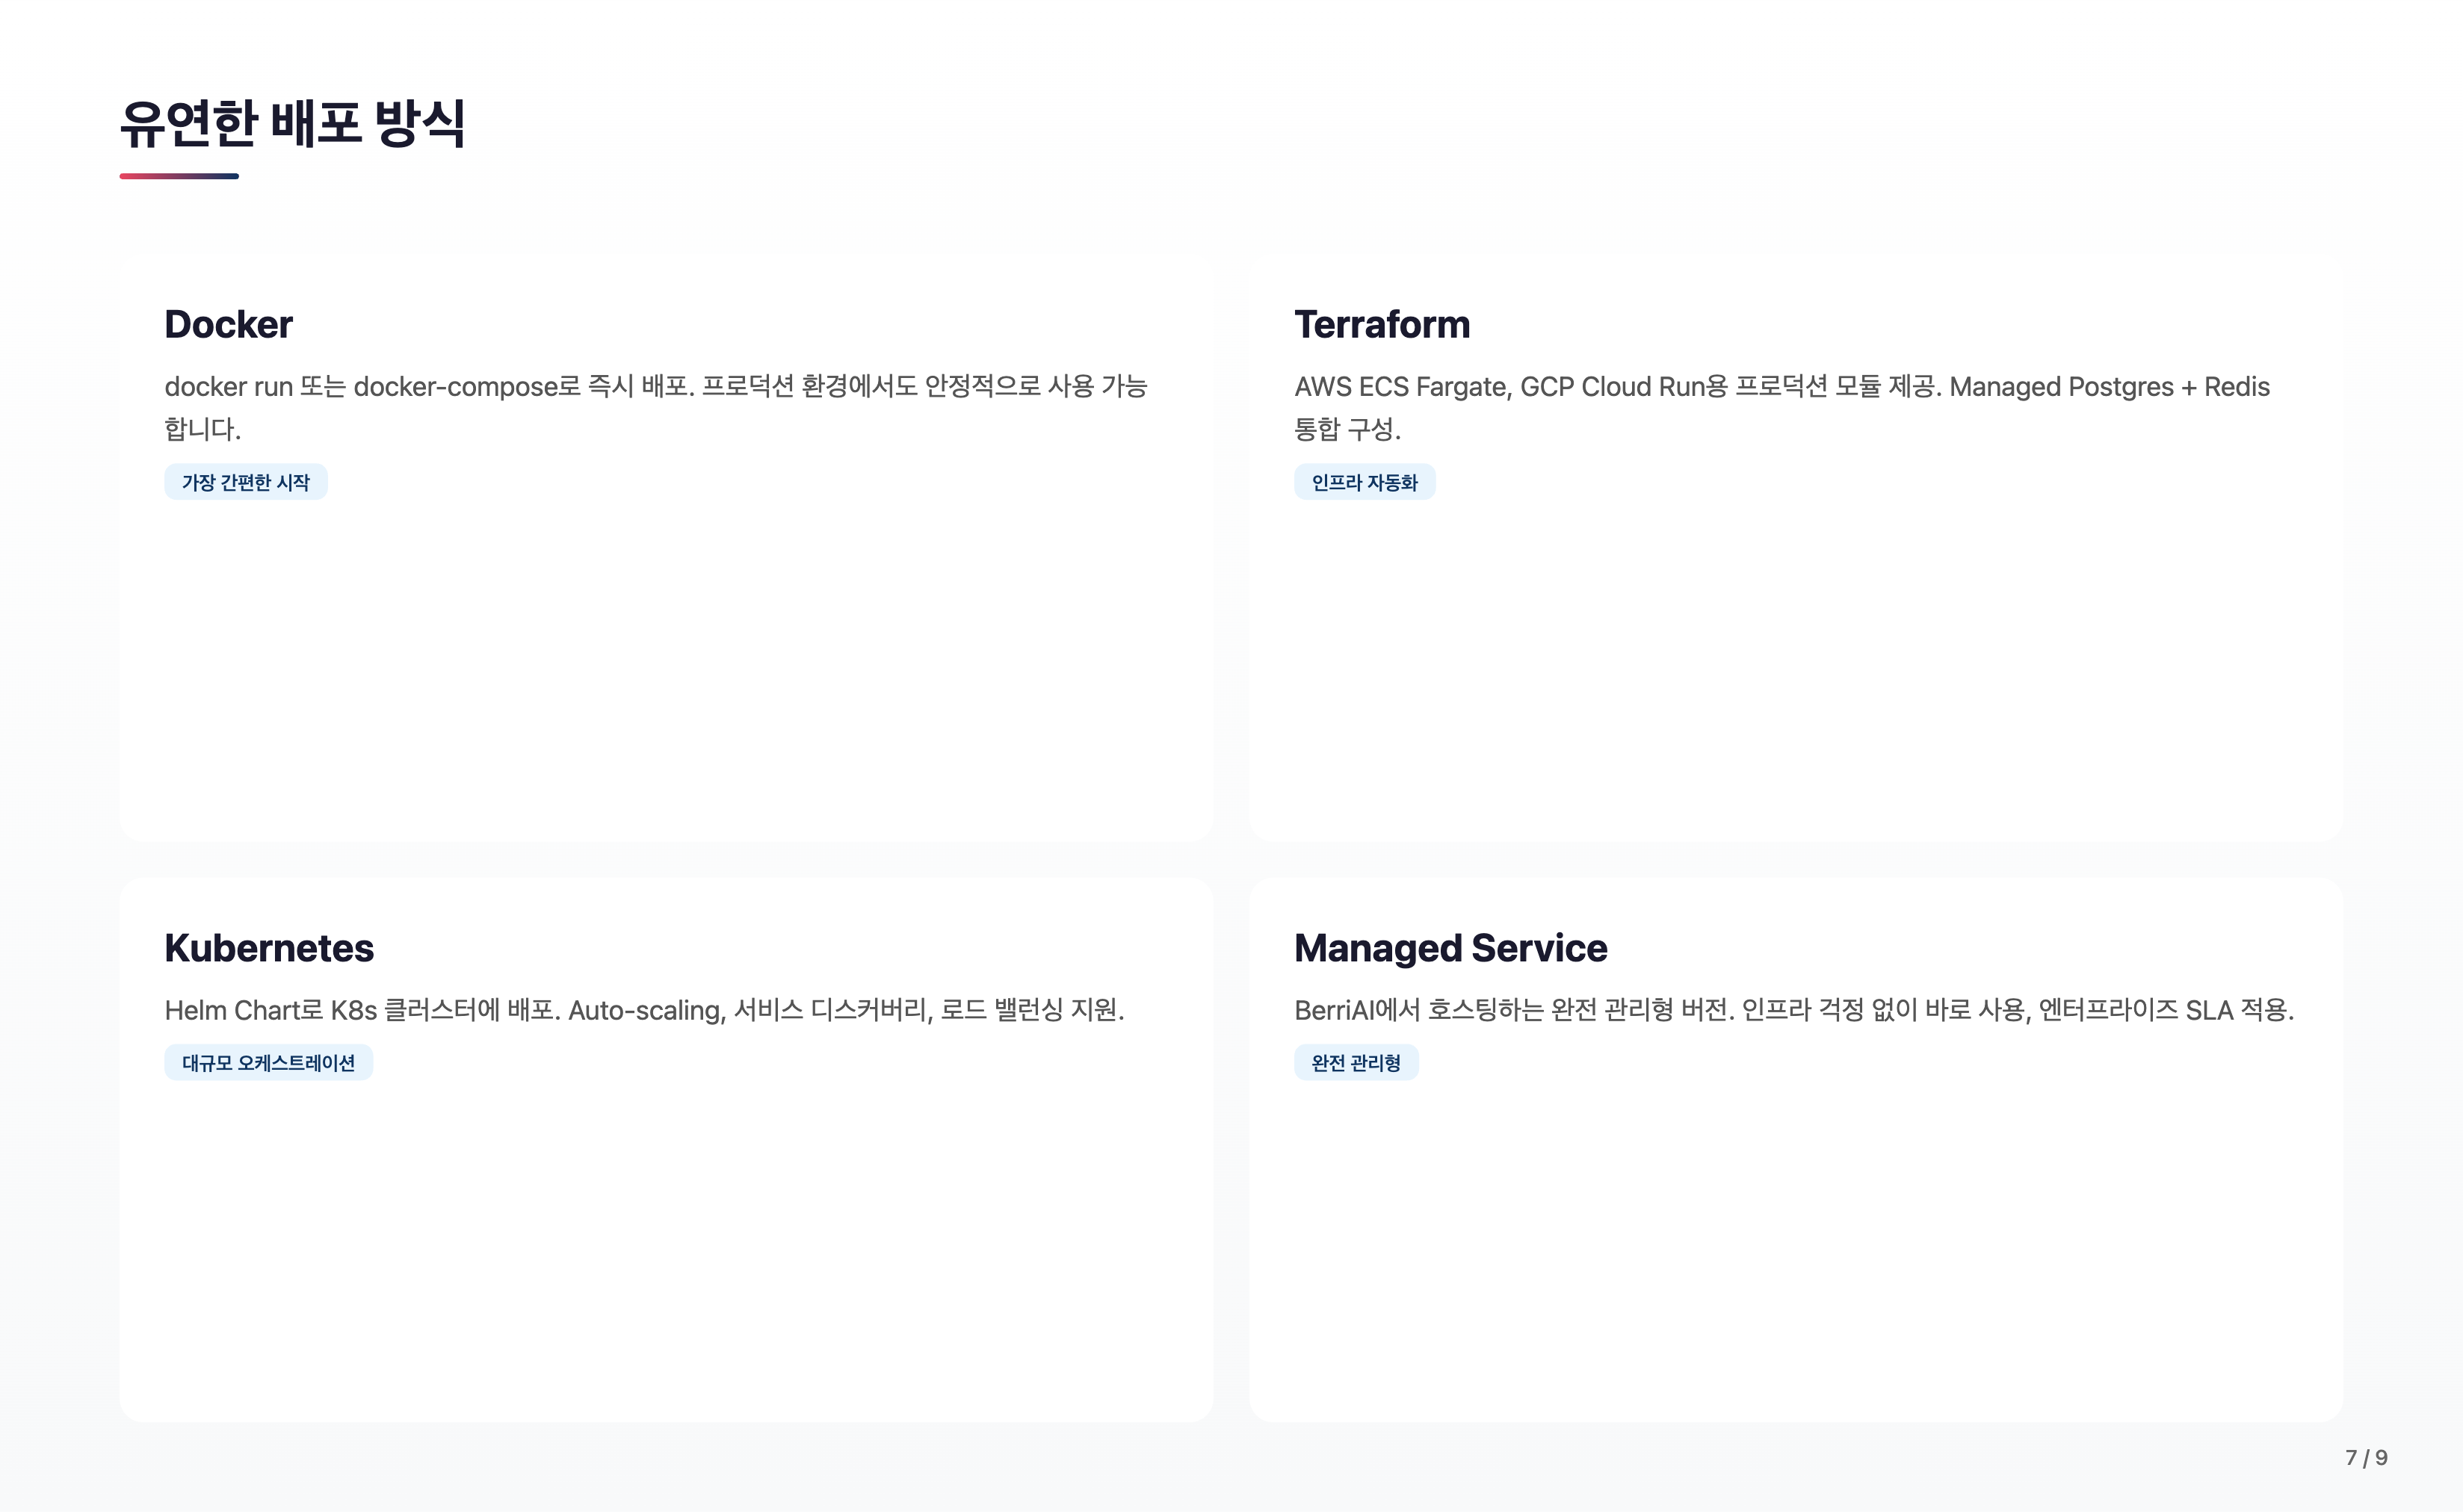 유연한 배포 방식
Docker
docker run 또는 docker-compose로 즉시 배포. 프로덕션 환경에서도 안정적으로 사용 가능
합니다.
가장 간편한 시작
Terraform
AWS ECS Fargate, GCP Cloud Run용 프로덕션 모듈 제공. Managed Postgres + Redis
통합 구성.
인프라 자동화
Kubernetes
Helm Chart로 K8s 클러스터에 배포. Auto-scaling, 서비스 디스커버리, 로드 밸런싱 지원.
대규모 오케스트레이션
Managed Service
BerriAI에서 호스팅하는 완전 관리형 버전. 인프라 걱정 없이 바로 사용, 엔터프라이즈 SLA 적용.
완전 관리형
7 / 9